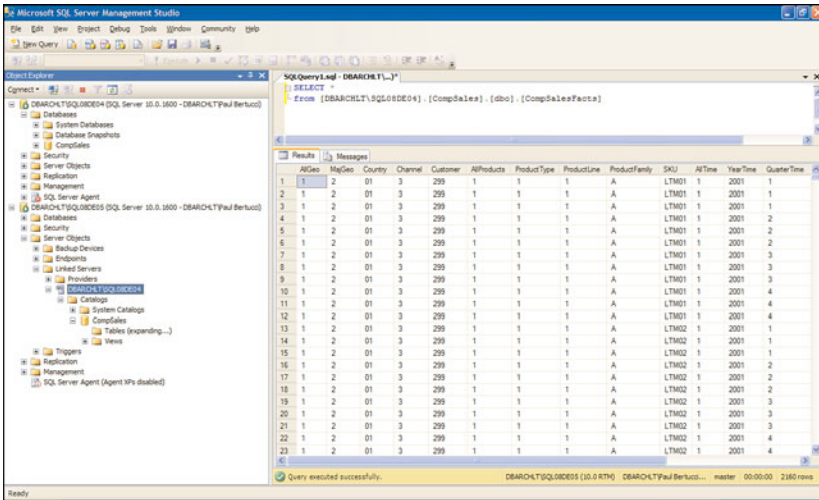 Microsoft SQL Server Management Studio
File Edit View Project Debug Tools Window Community Help
New Query
Execute
Object Explorer
Connect
DBARCHLT\SQL08DE04 (SQL Server 10.0.1600 - DBARCHLT\Paul Bertucci)
Databases
System Databases
Database Snapshots
CompSales
Security
Server Objects
Replication
Management
SQL Server Agent
DBARCHLT\SQL08DE05 (SQL Server 10.0.1600 - DBARCHLT\Paul Bertucci)
Databases
Security
Server Objects
Backup Devices
Endpoints
Linked Servers
Providers
DBARCHLT\SQL08DE04
Catalogs
System Catalogs
CompSales
Tables (expanding...)
Views
Triggers
Replication
Management
SQL Server Agent (Agent XPs disabled)
SQLQuery1.sql - DBARCHLT\...)*
SELECT *
from [DBARCHLT\SQL08DE04].[CompSales].[dbo].[CompSalesFacts]
Results Messages
AllGeo MajGeo Country Channel Customer AllProducts ProductType ProductLine ProductFamily SKU AllTime YearTime QuarterTime
1 1 2 01 3 299 1 1 1 A LTM01 1 2001 1
2 1 2 01 3 299 1 1 1 A LTM01 1 2001 1
3 1 2 01 3 299 1 1 1 A LTM01 1 2001 1
4 1 2 01 3 299 1 1 1 A LTM01 1 2001 2
5 1 2 01 3 299 1 1 1 A LTM01 1 2001 2
6 1 2 01 3 299 1 1 1 A LTM01 1 2001 2
7 1 2 01 3 299 1 1 1 A LTM01 1 2001 3
8 1 2 01 3 299 1 1 1 A LTM01 1 2001 3
9 1 2 01 3 299 1 1 1 A LTM01 1 2001 3
10 1 2 01 3 299 1 1 1 A LTM01 1 2001 4
11 1 2 01 3 299 1 1 1 A LTM01 1 2001 4
12 1 2 01 3 299 1 1 1 A LTM01 1 2001 4
13 1 2 01 3 299 1 1 1 A LTM02 1 2001 1
14 1 2 01 3 299 1 1 1 A LTM02 1 2001 1
15 1 2 01 3 299 1 1 1 A LTM02 1 2001 1
16 1 2 01 3 299 1 1 1 A LTM02 1 2001 2
17 1 2 01 3 299 1 1 1 A LTM02 1 2001 2
18 1 2 01 3 299 1 1 1 A LTM02 1 2001 2
19 1 2 01 3 299 1 1 1 A LTM02 1 2001 3
20 1 2 01 3 299 1 1 1 A LTM02 1 2001 3
21 1 2 01 3 299 1 1 1 A LTM02 1 2001 3
22 1 2 01 3 299 1 1 1 A LTM02 1 2001 4
23 1 2 01 3 299 1 1 1 A LTM02 1 2001 4
Query executed successfully. DBARCHLT\SQL08DE05 (10.0 RTM) DBARCHLT\Paul Bertucci... master 00:00:00 2160 rows
Ready